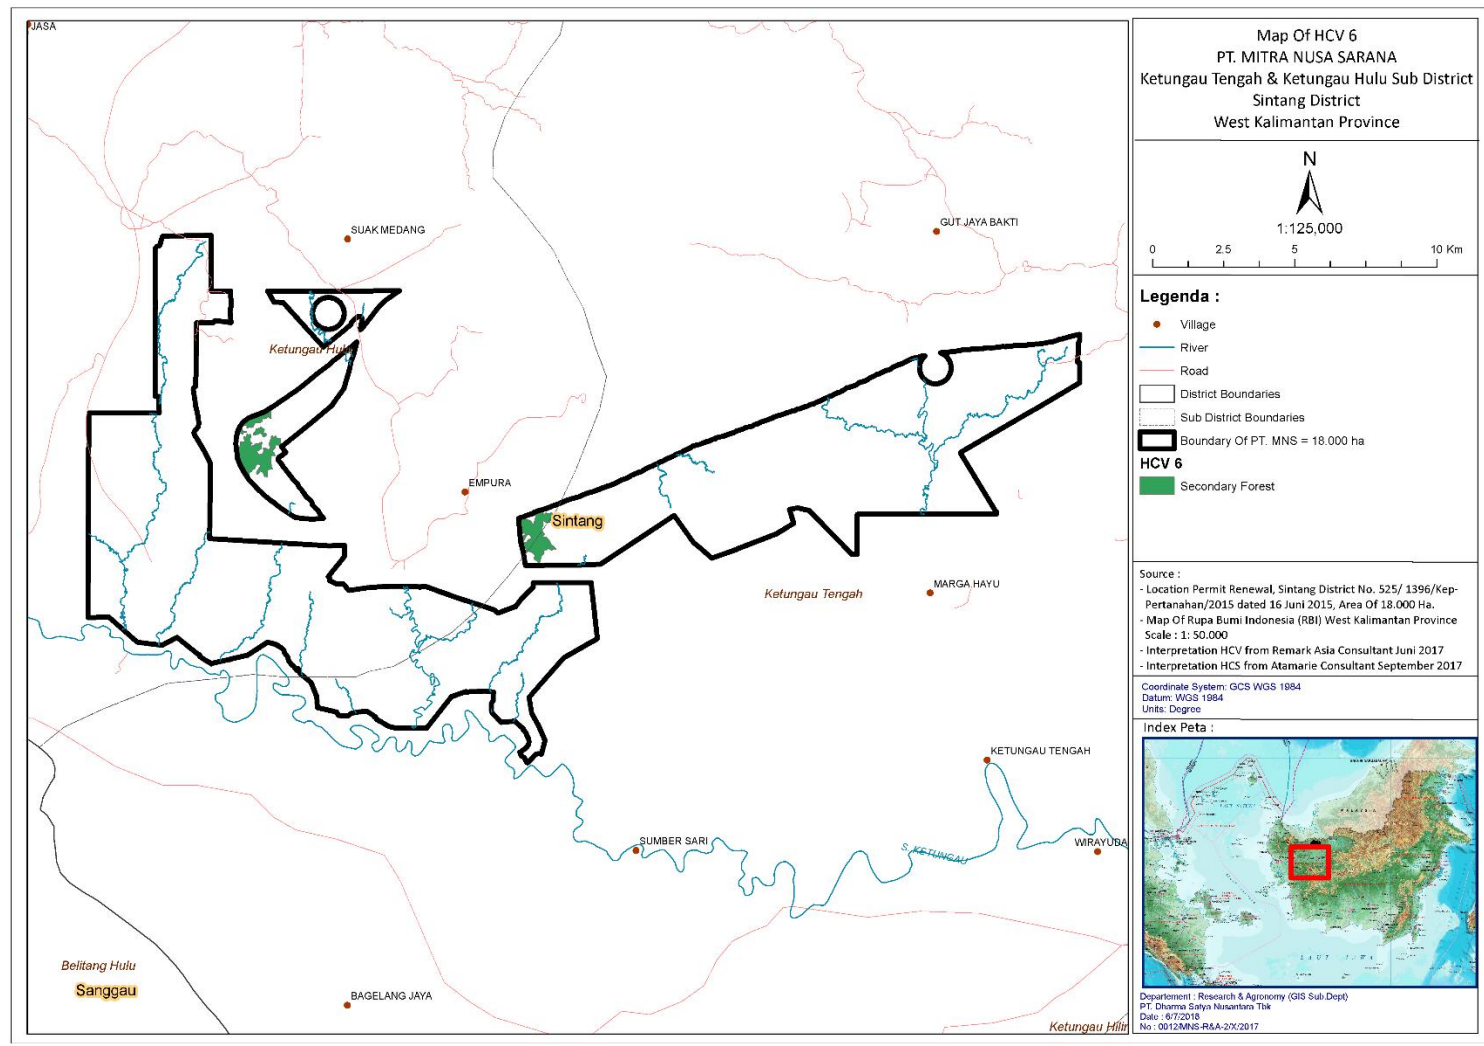 JASA
SUAK MEDANG
GUT JAYA BAKTI
Ketungau Hulu
EMPURA
Sintang
MARGA HAYU
Ketungau Tengah
KETUNGAU TENGAH
SUMBER SARI
S. KETUNGAU
WIRAYUDA
Belitang Hulu
Sanggau
BAGELANG JAYA
Ketungau Hilir
Map Of HCV 6
PT. MITRA NUSA SARANA
Ketungau Tengah & Ketungau Hulu Sub District
Sintang District
West Kalimantan Province
N
1:125,000
0 2.5 5 10 Km
Legenda :
Village
River
Road
District Boundaries
Sub District Boundaries
Boundary Of PT. MNS = 18.000 ha
HCV 6
Secondary Forest
Source :
- Location Permit Renewal, Sintang District No. 525/ 1396/Kep-
Pertanahan/2015 dated 16 Juni 2015, Area Of 18.000 Ha.
- Map Of Rupa Bumi Indonesia (RBI) West Kalimantan Province
Scale : 1: 50.000
- Interpretation HCV from Remark Asia Consultant Juni 2017
- Interpretation HCS from Atamarie Consultant September 2017
Coordinate System: GCS WGS 1984
Datum: WGS 1984
Units: Degree
Index Peta :
MALAYSIA
LAUT JAWA
Departement : Research & Agronomy (GIS Sub.Dept)
PT. Dharma Satya Nusantara Tbk
Date : 6/7/2018
No : 0012/MNS-R&A-2/X/2017